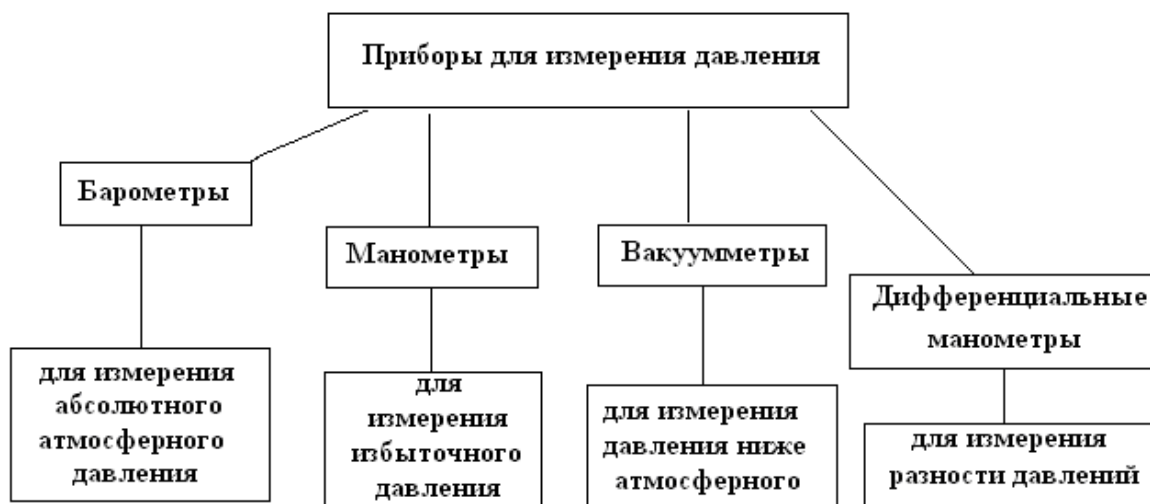 Приборы для измерения давления
Барометры
Манометры
Вакуумметры
Дифференциальные
манометры
для измерения
абсолютного
атмосферного
давления
для
измерения
избыточного
давления
для измерения
давления ниже
атмосферного
для измерения
разности давлений